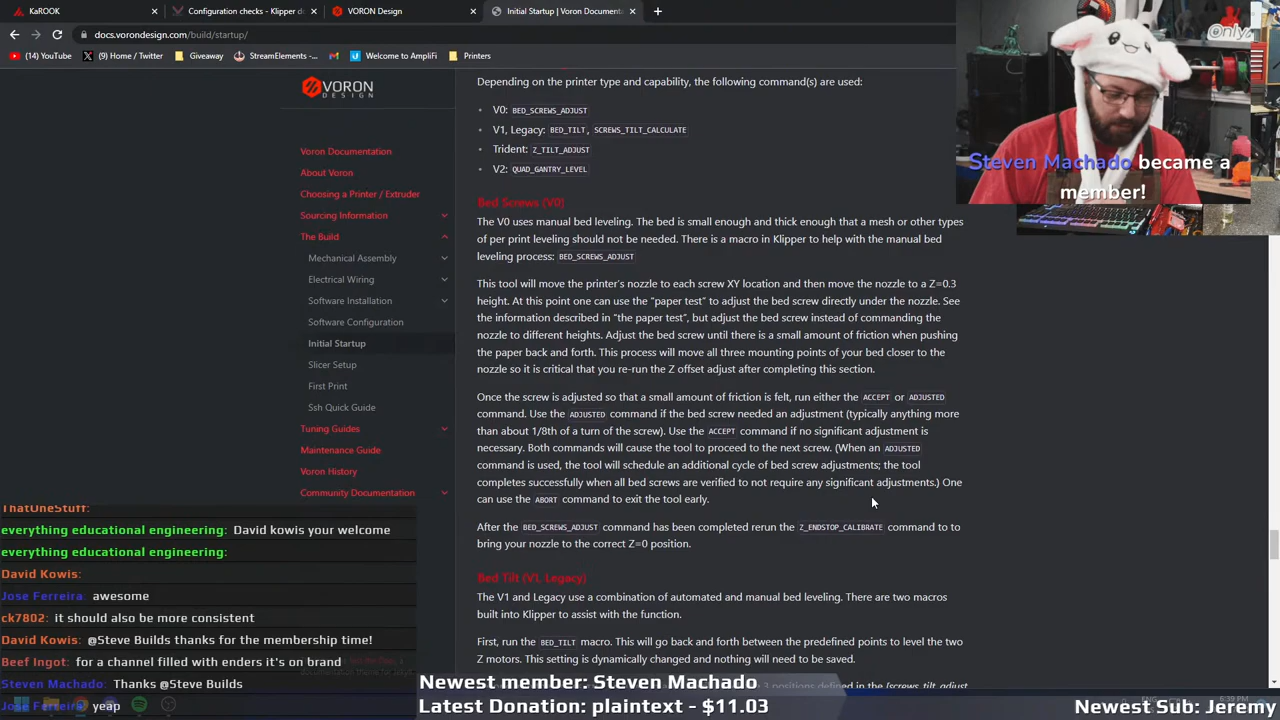 KaROOK
Configuration checks - Klipper d
VORON Design
Initial Startup | Voron Document
docs.vorondesign.com/build/startup/
(14) YouTube
(9) Home / Twitter
Giveaway
StreamElements - ...
Welcome to AmpliFi
Printers
Only
Steven Machado became a
member!
VORON
DESIGN
Voron Documentation
About Voron
Choosing a Printer / Extruder
Sourcing Information
The Build
Mechanical Assembly
Electrical Wiring
Software Installation
Software Configuration
Initial Startup
Slicer Setup
First Print
Ssh Quick Guide
Tuning Guides
Maintenance Guide
Voron History
Community Documentation
Depending on the printer type and capability, the following command(s) are used:
V0: BED_SCREWS_ADJUST
V1, Legacy: BED_TILT, SCREWS_TILT_CALCULATE
Trident: Z_TILT_ADJUST
V2: QUAD_GANTRY_LEVEL
Bed Screws (V0)
The V0 uses manual bed leveling. The bed is small enough and thick enough that a mesh or other types
of per print leveling should not be needed. There is a macro in Klipper to help with the manual bed
leveling process: BED_SCREWS_ADJUST
This tool will move the printer's nozzle to each screw XY location and then move the nozzle to a Z=0.3
height. At this point one can use the "paper test" to adjust the bed screw directly under the nozzle. See
the information described in "the paper test", but adjust the bed screw instead of commanding the
nozzle to different heights. Adjust the bed screw until there is a small amount of friction when pushing
the paper back and forth. This process will move all three mounting points of your bed closer to the
nozzle so it is critical that you re-run the Z offset adjust after completing this section.
Once the screw is adjusted so that a small amount of friction is felt, run either the ACCEPT or ADJUSTED
command. Use the ADJUSTED command if the bed screw needed an adjustment (typically anything more
than about 1/8th of a turn of the screw). Use the ACCEPT command if no significant adjustment is
necessary. Both commands will cause the tool to proceed to the next screw. (When an ADJUSTED
command is used, the tool will schedule an additional cycle of bed screw adjustments; the tool
completes successfully when all bed screws are verified to not require any significant adjustments.) One
can use the ABORT command to exit the tool early.
After the BED_SCREWS_ADJUST command has been completed rerun the Z_ENDSTOP_CALIBRATE command to to
bring your nozzle to the correct Z=0 position.
Bed Tilt (V1, Legacy)
The V1 and Legacy use a combination of automated and manual bed leveling. There are two macros
built into Klipper to assist with the function.
First, run the BED_TILT macro. This will go back and forth between the predefined points to level the two
Z motors. This setting is dynamically changed and nothing will need to be saved.
3 positions defined in the [screws_tilt_adjust
ThatOneStuff:
everything educational engineering: David kowis your welcome
everything educational engineering:
David Kowis:
Jose Ferreira: awesome
ck7802: it should also be more consistent
David Kowis: @Steve Builds thanks for the membership time!
Beef Ingot: for a channel filled with enders it's on brand
Steven Machado: Thanks @Steve Builds
Jose Ferreira: yeap
Newest member: Steven Machado
Latest Donation: plaintext - $11.03
Newest Sub: Jeremy
ENG
6:39 PM